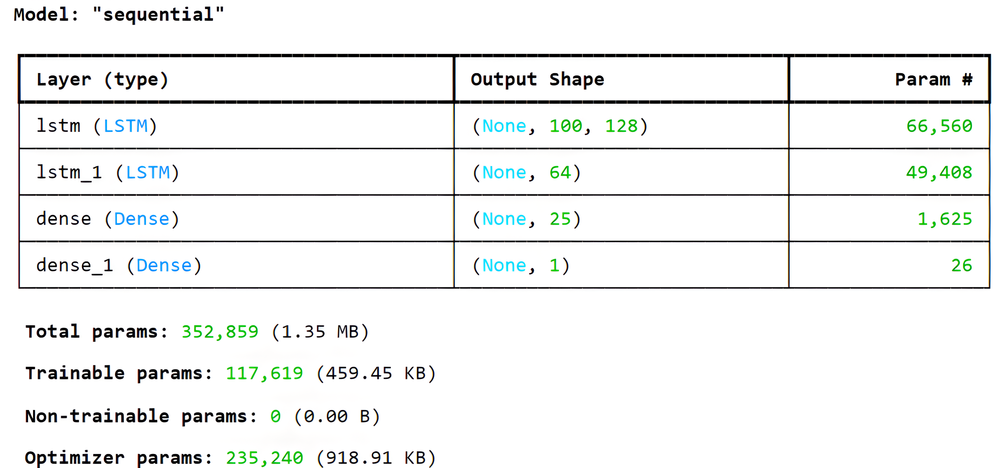 Model: "sequential"
Layer (type) Output Shape Param #
lstm (LSTM) (None, 100, 128) 66,560
lstm_1 (LSTM) (None, 64) 49,408
dense (Dense) (None, 25) 1,625
dense_1 (Dense) (None, 1) 26
Total params: 352,859 (1.35 MB)
Trainable params: 117,619 (459.45 KB)
Non-trainable params: 0 (0.00 B)
Optimizer params: 235,240 (918.91 KB)